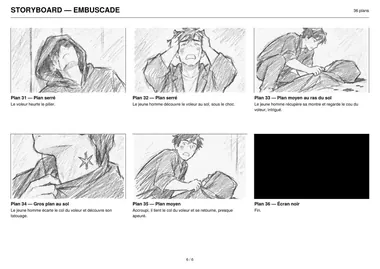 STORYBOARD — EMBUSCADE
36 plans
Plan 31 — Plan serré
Le voleur heurte le pilier.
Plan 32 — Plan serré
Le jeune homme découvre le voleur au sol, sous le choc.
Plan 33 — Plan moyen au ras du sol
Le jeune homme récupère sa montre et regarde le cou du
voleur, intrigué.
Plan 34 — Gros plan au sol
Le jeune homme écarte le col du voleur et découvre son
tatouage.
Plan 35 — Plan moyen
Accroupi, il tient le col du voleur et se retourne, presque
apeuré.
Plan 36 — Écran noir
Fin.
6 / 6